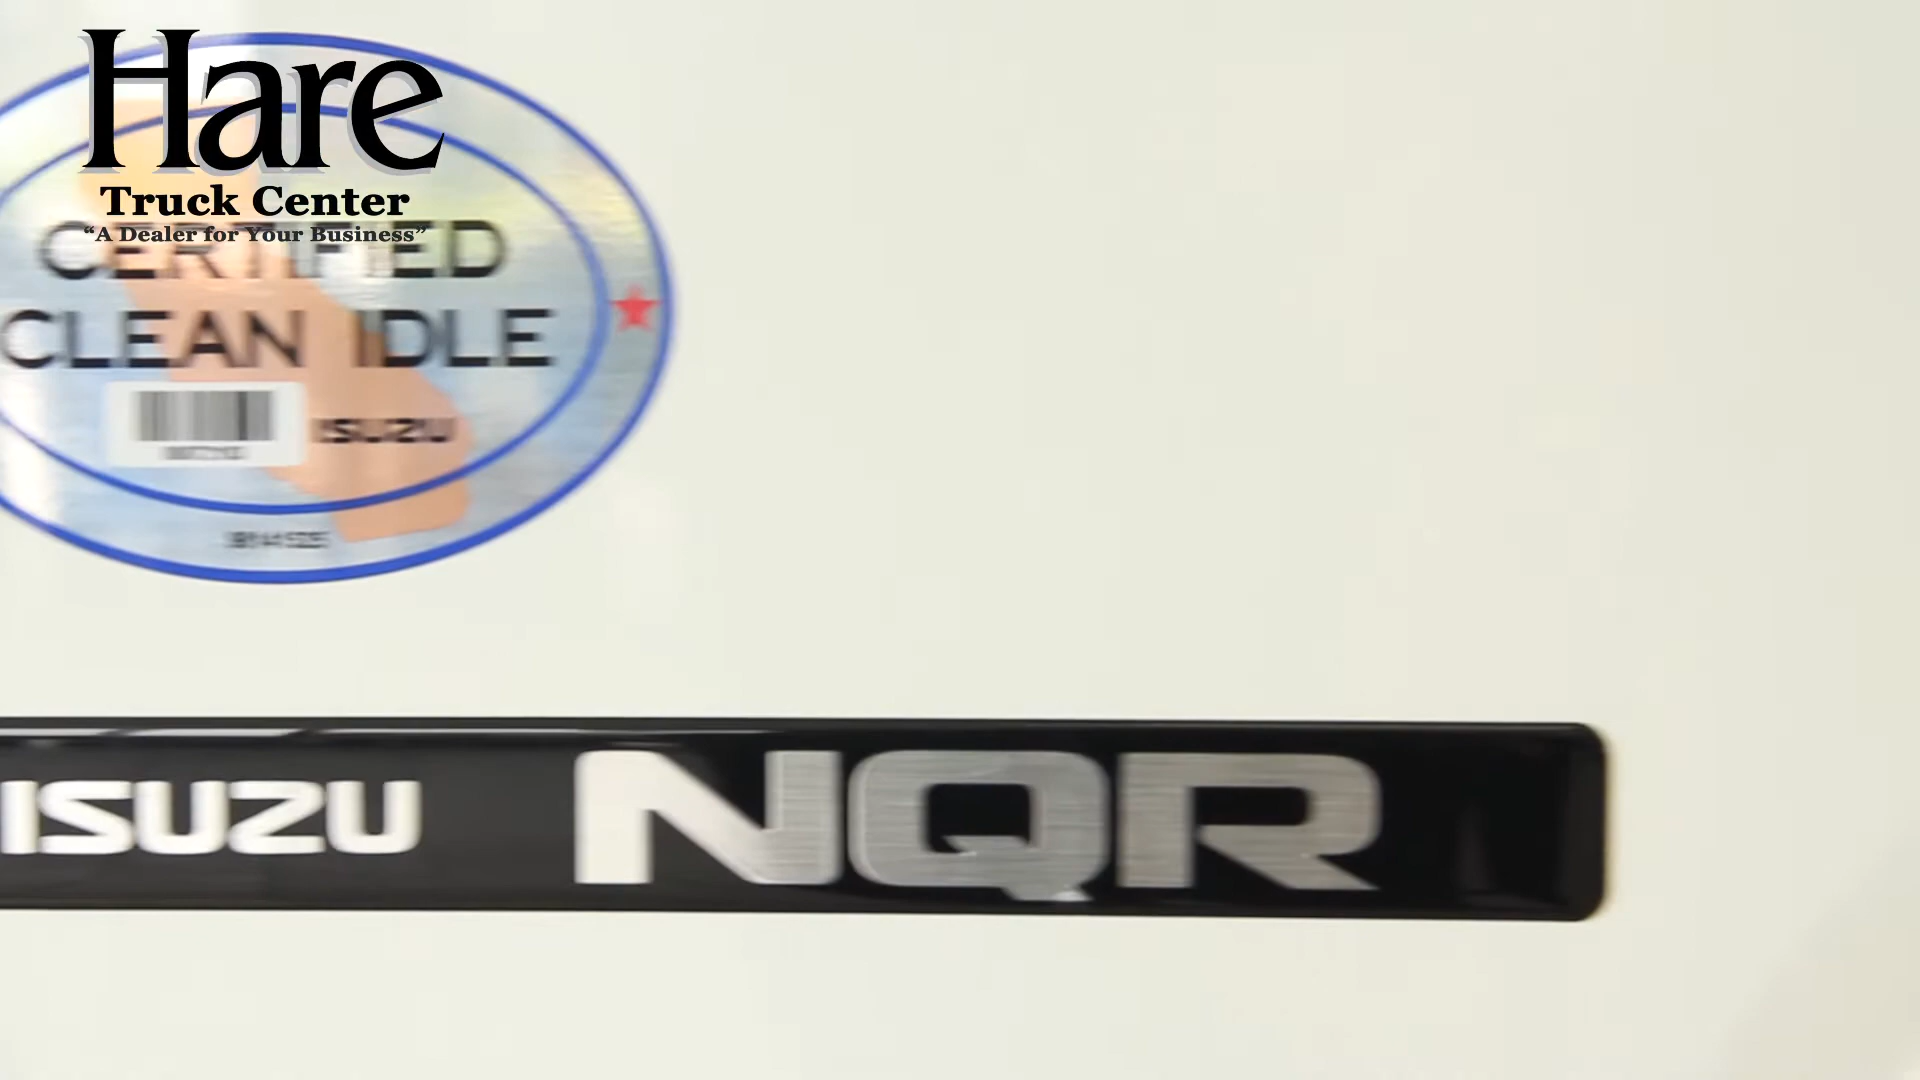 Hare
Truck Center
“A Dealer for Your Business”
CERTIFIED
CLEAN IDLE
ISUZU
ISUZU NQR